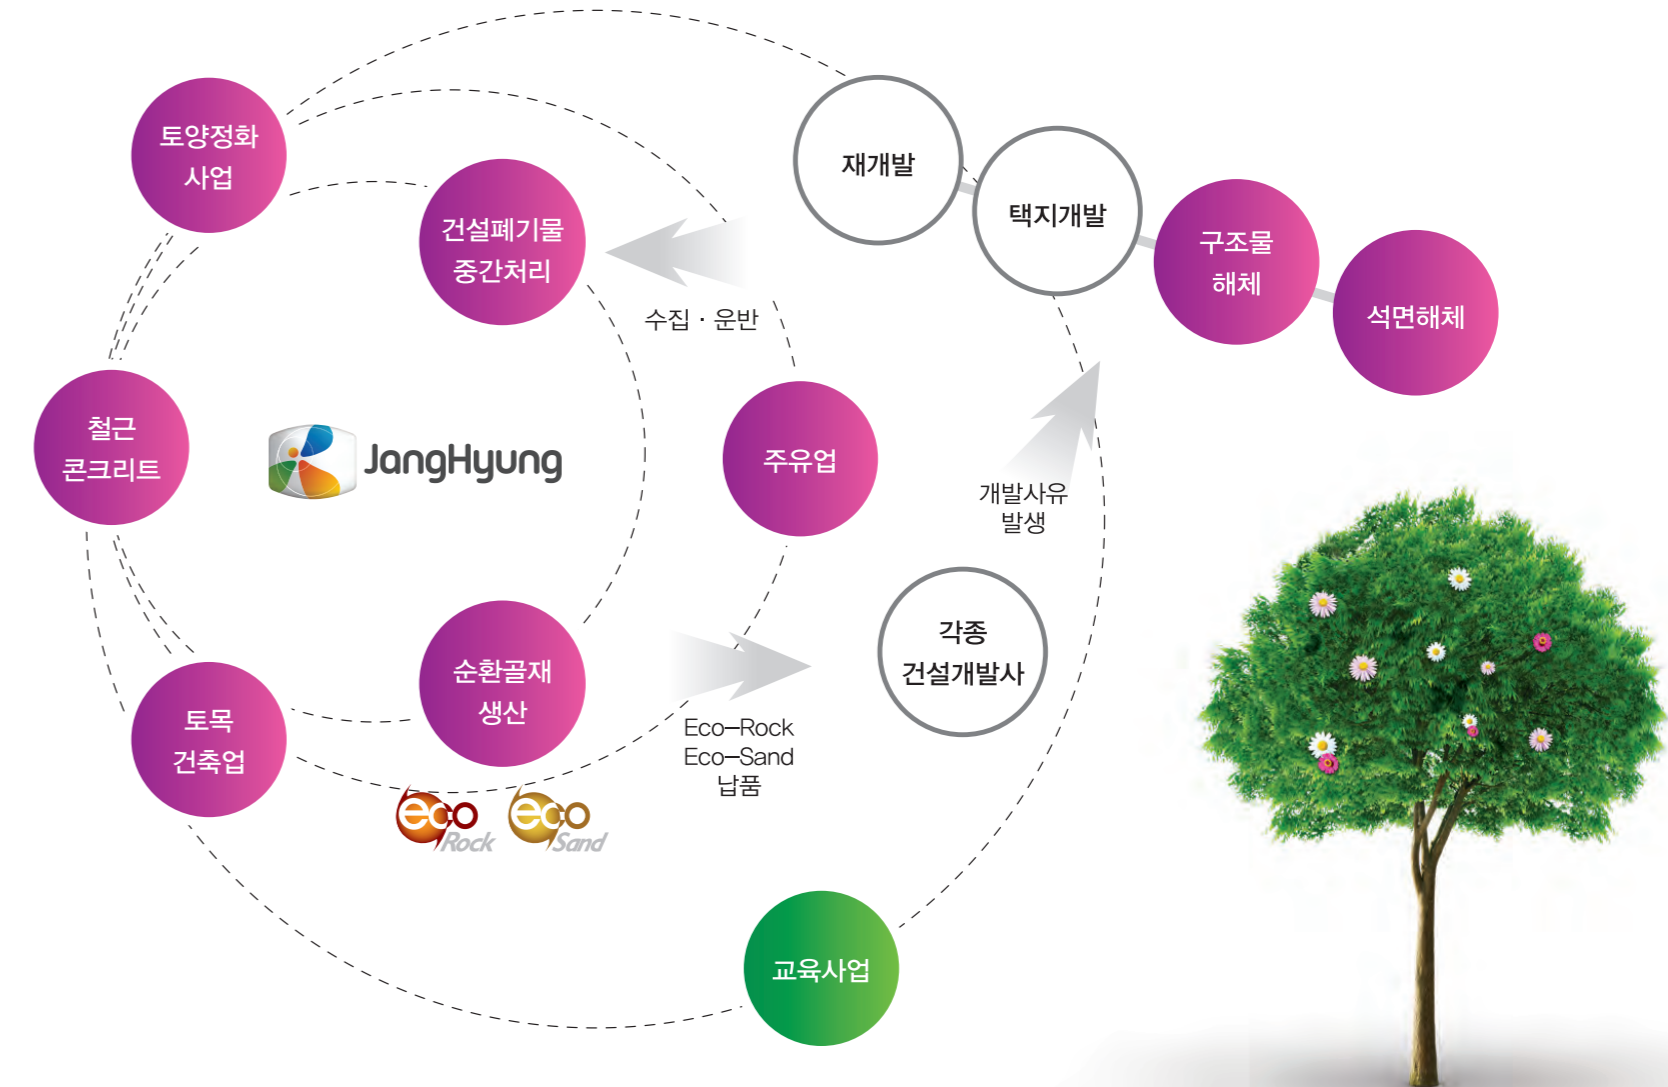 토양정화
사업
건설폐기물
중간처리
수집 · 운반
재개발
택지개발
구조물
해체
석면해체
철근
콘크리트
JangHyung
주유업
개발사유
발생
각종
건설개발사
순환골재
생산
토목
건축업
Eco-Rock
Eco-Sand
납품
eco
Rock
eco
Sand
교육사업